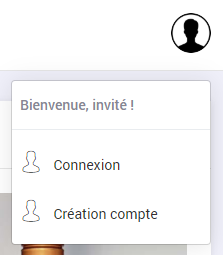 Bienvenue, invité !
Connexion
Création compte